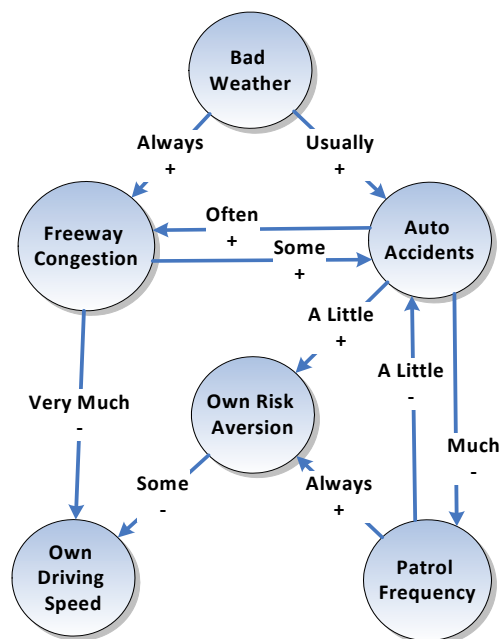 Bad
Weather
Always
+
Usually
+
Freeway
Congestion
Often
+
Some
+
Auto
Accidents
A Little
+
A Little
-
Very Much
-
Own Risk
Aversion
Much
-
Some
-
Always
+
Own
Driving
Speed
Patrol
Frequency